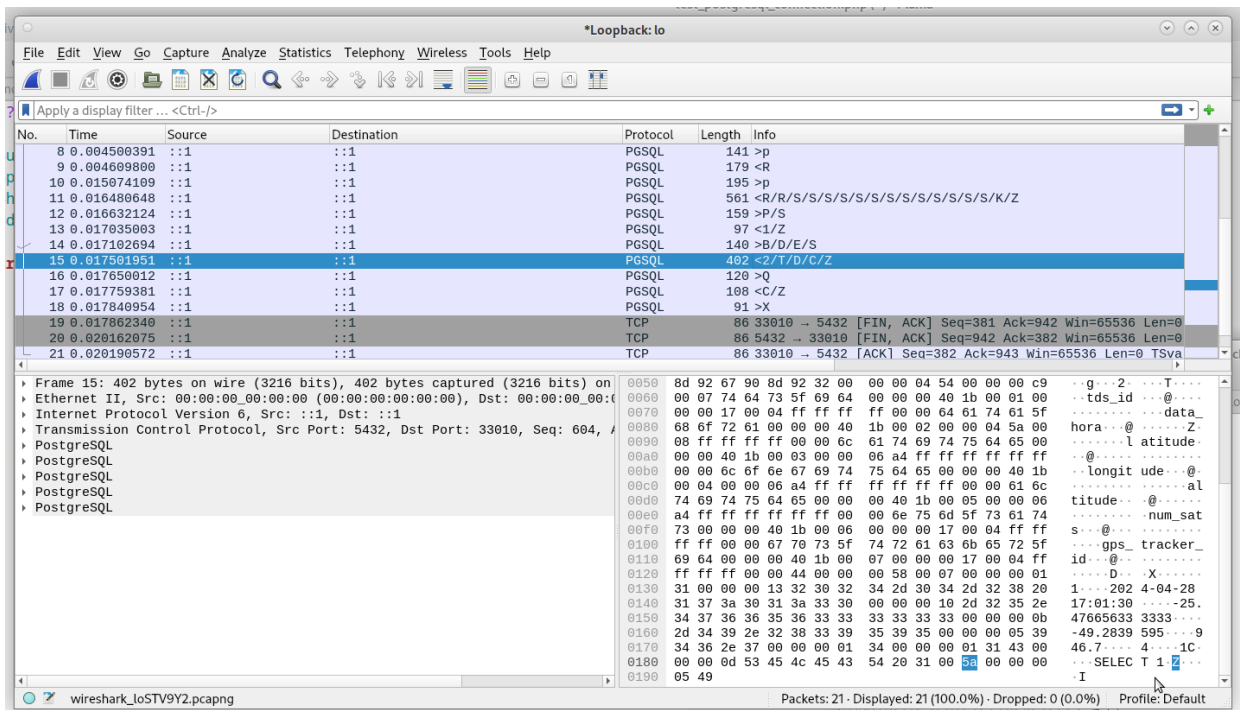 *Loopback: lo
File Edit View Go Capture Analyze Statistics Telephony Wireless Tools Help
Apply a display filter … <Ctrl-/>
No. Time Source Destination Protocol Length Info
8 0.004500391 ::1 ::1 PGSQL 141 >p
9 0.004609800 ::1 ::1 PGSQL 179 <R
10 0.015074109 ::1 ::1 PGSQL 195 >p
11 0.016480648 ::1 ::1 PGSQL 561 <R/R/S/S/S/S/S/S/S/S/S/S/S/S/S/K/Z
12 0.016632124 ::1 ::1 PGSQL 159 >P/S
13 0.017035003 ::1 ::1 PGSQL 97 <1/Z
14 0.017102694 ::1 ::1 PGSQL 140 >B/D/E/S
15 0.017501951 ::1 ::1 PGSQL 402 <2/T/D/C/Z
16 0.017650012 ::1 ::1 PGSQL 120 >Q
17 0.017759381 ::1 ::1 PGSQL 108 <C/Z
18 0.017840954 ::1 ::1 PGSQL 91 >X
19 0.017862340 ::1 ::1 TCP 86 33010 → 5432 [FIN, ACK] Seq=381 Ack=942 Win=65536 Len=0
20 0.020162075 ::1 ::1 TCP 86 5432 → 33010 [FIN, ACK] Seq=942 Ack=382 Win=65536 Len=0
21 0.020190572 ::1 ::1 TCP 86 33010 → 5432 [ACK] Seq=382 Ack=943 Win=65536 Len=0 TSva
Frame 15: 402 bytes on wire (3216 bits), 402 bytes captured (3216 bits) on
Ethernet II, Src: 00:00:00_00:00:00 (00:00:00:00:00:00), Dst: 00:00:00_00:0
Internet Protocol Version 6, Src: ::1, Dst: ::1
Transmission Control Protocol, Src Port: 5432, Dst Port: 33010, Seq: 604,
PostgreSQL
PostgreSQL
PostgreSQL
PostgreSQL
PostgreSQL
0050 8d 92 67 90 8d 92 32 00 00 00 04 54 00 00 00 c9 ··g···2· ···T····
0060 00 07 74 64 73 5f 69 64 00 00 00 40 1b 00 01 00 ··tds_id ···@····
0070 00 00 17 00 04 ff ff ff ff 00 00 64 61 74 61 5f ········ ···data_
0080 68 6f 72 61 00 00 00 40 1b 00 02 00 00 04 5a 00 hora···@ ······Z·
0090 08 ff ff ff ff 00 00 6c 61 74 69 74 75 64 65 00 ·······l atitude·
00a0 00 00 40 1b 00 03 00 00 06 a4 ff ff ff ff ff ff ··@····· ········
00b0 00 00 6c 6f 6e 67 69 74 75 64 65 00 00 00 40 1b ··longit ude···@·
00c0 00 04 00 00 06 a4 ff ff ff ff ff ff 00 00 61 6c ········ ······al
00d0 74 69 74 75 64 65 00 00 00 40 1b 00 05 00 00 06 titude·· ·@······
00e0 a4 ff ff ff ff ff ff 00 00 6e 75 6d 5f 73 61 74 ········ ·num_sat
00f0 73 00 00 00 40 1b 00 06 00 00 00 17 00 04 ff ff s···@··· ········
0100 ff ff 00 00 67 70 73 5f 74 72 61 63 6b 65 72 5f ····gps_ tracker_
0110 69 64 00 00 00 40 1b 00 07 00 00 00 17 00 04 ff id···@·· ········
0120 ff ff ff 00 00 44 00 00 00 58 00 07 00 00 00 01 ·····D·· ·X······
0130 31 00 00 00 13 32 30 32 34 2d 30 34 2d 32 38 20 1····202 4-04-28
0140 31 37 3a 30 31 3a 33 30 00 00 00 10 2d 32 35 2e 17:01:30 ····-25.
0150 34 37 36 36 35 36 33 33 33 33 33 33 00 00 00 0b 47665633 3333····
0160 2d 34 39 2e 32 38 33 39 35 39 35 00 00 00 05 39 -49.2839 595····9
0170 34 36 2e 37 00 00 00 01 34 00 00 00 01 31 43 00 46.7···· 4····1C·
0180 00 00 0d 53 45 4c 45 43 54 20 31 00 5a 00 00 00 ···SELEC T 1·Z···
0190 05 49 ·I
wireshark_loSTV9Y2.pcapng Packets: 21 · Displayed: 21 (100.0%) · Dropped: 0 (0.0%) Profile: Default